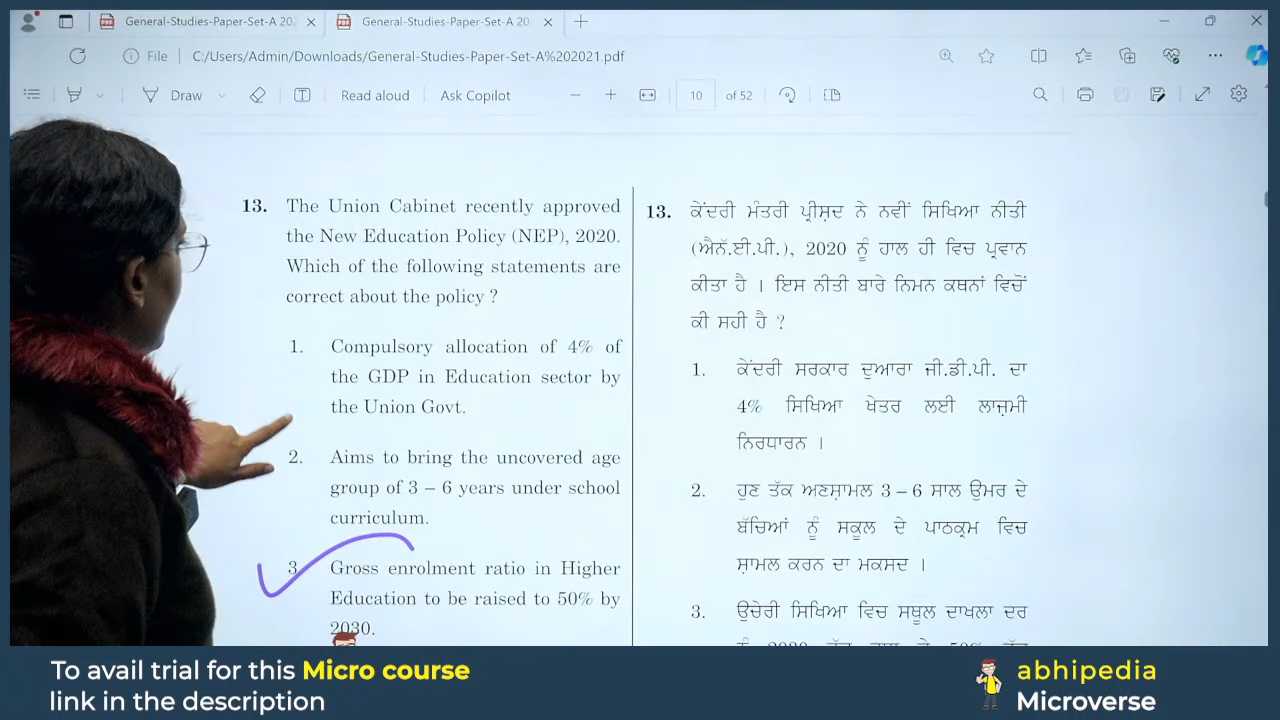 General-Studies-Paper-Set-A 202
General-Studies-Paper-Set-A 20
File C:/Users/Admin/Downloads/General-Studies-Paper-Set-A%202021.pdf
Draw Read aloud Ask Copilot 10 of 52
13. The Union Cabinet recently approved
the New Education Policy (NEP), 2020.
Which of the following statements are
correct about the policy ?
1. Compulsory allocation of 4% of
the GDP in Education sector by
the Union Govt.
2. Aims to bring the uncovered age
group of 3 – 6 years under school
curriculum.
3. Gross enrolment ratio in Higher
Education to be raised to 50% by
2030.
13. ਕੇਂਦਰੀ ਮੰਤਰੀ ਪ੍ਰੀਸ਼ਦ ਨੇ ਨਵੀਂ ਸਿਖਿਆ ਨੀਤੀ
(ਐਨੱ.ਈ.ਪੀ.), 2020 ਨੂੰ ਹਾਲ ਹੀ ਵਿਚ ਪ੍ਰਵਾਨ
ਕੀਤਾ ਹੈ । ਇਸ ਨੀਤੀ ਬਾਰੇ ਨਿਮਨ ਕਥਨਾਂ ਵਿਚੋਂ
ਕੀ ਸਹੀ ਹੈ ?
1. ਕੇਂਦਰੀ ਸਰਕਾਰ ਦੁਆਰਾ ਜੀ.ਡੀ.ਪੀ. ਦਾ
4% ਸਿਖਿਆ ਖੇਤਰ ਲਈ ਲਾਜ਼ਮੀ
ਨਿਰਧਾਰਨ ।
2. ਹੁਣ ਤੱਕ ਅਣਸ਼ਾਮਲ 3 – 6 ਸਾਲ ਉਮਰ ਦੇ
ਬੱਚਿਆਂ ਨੂੰ ਸਕੂਲ ਦੇ ਪਾਠਕ੍ਰਮ ਵਿਚ
ਸ਼ਾਮਲ ਕਰਨ ਦਾ ਮਕਸਦ ।
3. ਉਚੇਰੀ ਸਿਖਿਆ ਵਿਚ ਸਥੂਲ ਦਾਖਲਾ ਦਰ
To avail trial for this Micro course
link in the description
abhipedia
Microverse